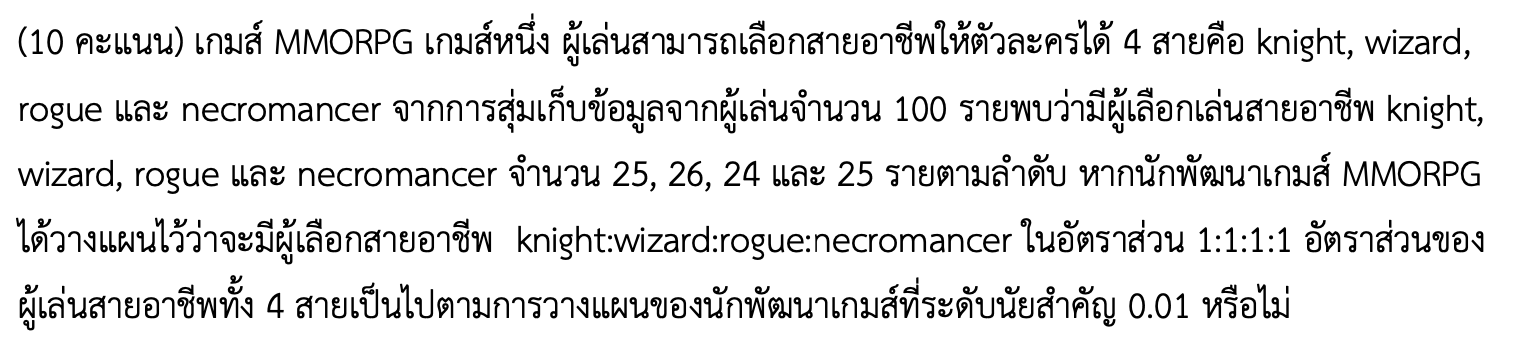 (10 คะแนน) เกมส์ MMORPG เกมส์หนึ่ง ผู้เล่นสามารถเลือกสายอาชีพให้ตัวละครได้ 4 สายคือ knight, wizard,
rogue และ necromancer จากการสุ่มเก็บข้อมูลจากผู้เล่นจำนวน 100 รายพบว่ามีผู้เลือกเล่นสายอาชีพ knight,
wizard, rogue และ necromancer จำนวน 25, 26, 24 และ 25 รายตามลำดับ หากนักพัฒนาเกมส์ MMORPG
ได้วางแผนไว้ว่าจะมีผู้เลือกสายอาชีพ knight:wizard:rogue:necromancer ในอัตราส่วน 1:1:1:1 อัตราส่วนของ
ผู้เล่นสายอาชีพทั้ง 4 สายเป็นไปตามการวางแผนของนักพัฒนาเกมส์ที่ระดับนัยสำคัญ 0.01 หรือไม่